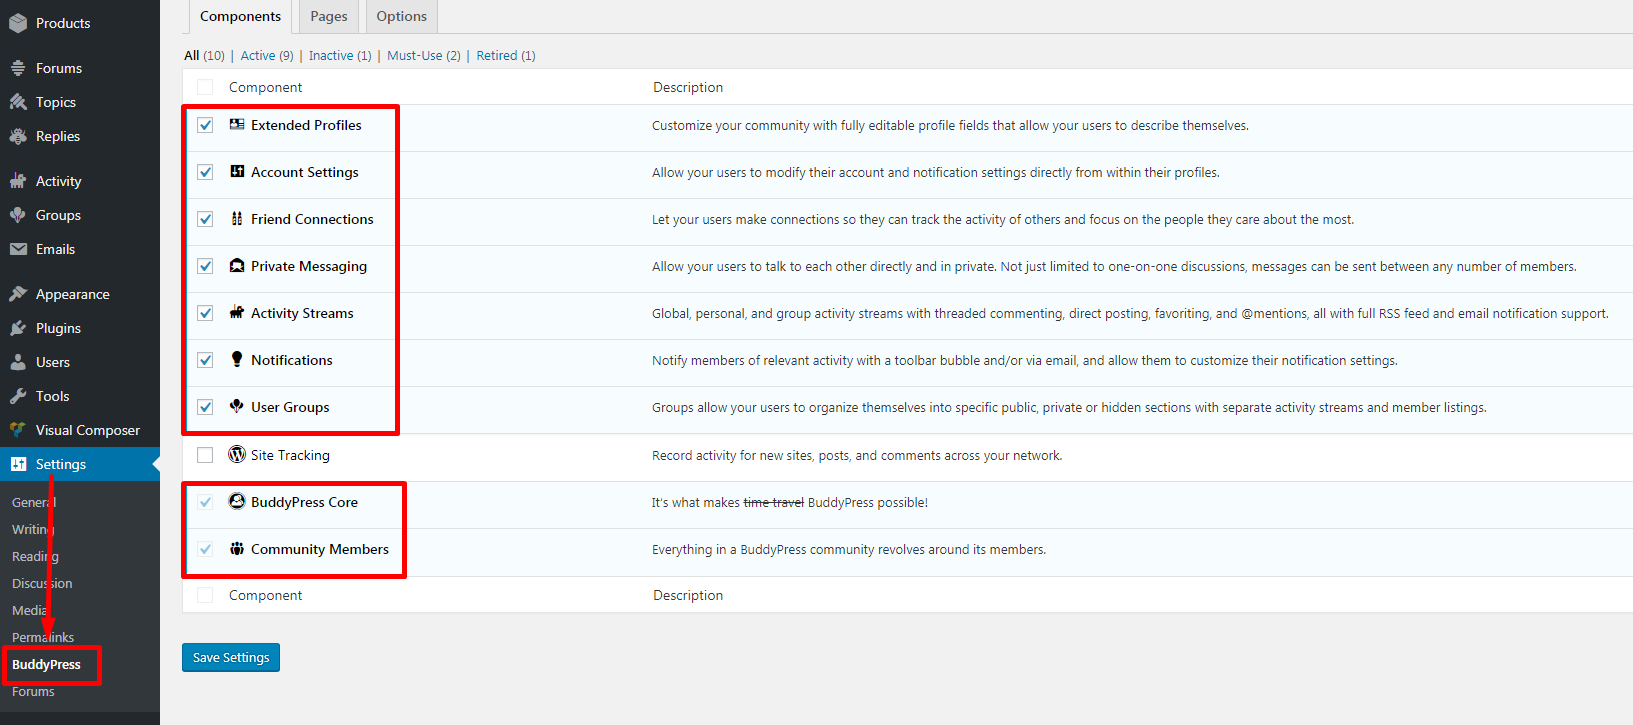 Products
Forums
Topics
Replies
Activity
Groups
Emails
Appearance
Plugins
Users
Tools
Visual Composer
Settings
General
Writing
Reading
Discussion
Media
Permalinks
BuddyPress
Forums
Components Pages Options
All (10) | Active (9) | Inactive (1) | Must-Use (2) | Retired (1)
Component Description
Extended Profiles Customize your community with fully editable profile fields that allow your users to describe themselves.
Account Settings Allow your users to modify their account and notification settings directly from within their profiles.
Friend Connections Let your users make connections so they can track the activity of others and focus on the people they care about the most.
Private Messaging Allow your users to talk to each other directly and in private. Not just limited to one-on-one discussions, messages can be sent between any number of members.
Activity Streams Global, personal, and group activity streams with threaded commenting, direct posting, favoriting, and @mentions, all with full RSS feed and email notification support.
Notifications Notify members of relevant activity with a toolbar bubble and/or via email, and allow them to customize their notification settings.
User Groups Groups allow your users to organize themselves into specific public, private or hidden sections with separate activity streams and member listings.
Site Tracking Record activity for new sites, posts, and comments across your network.
BuddyPress Core It's what makes time travel BuddyPress possible!
Community Members Everything in a BuddyPress community revolves around its members.
Component Description
Save Settings